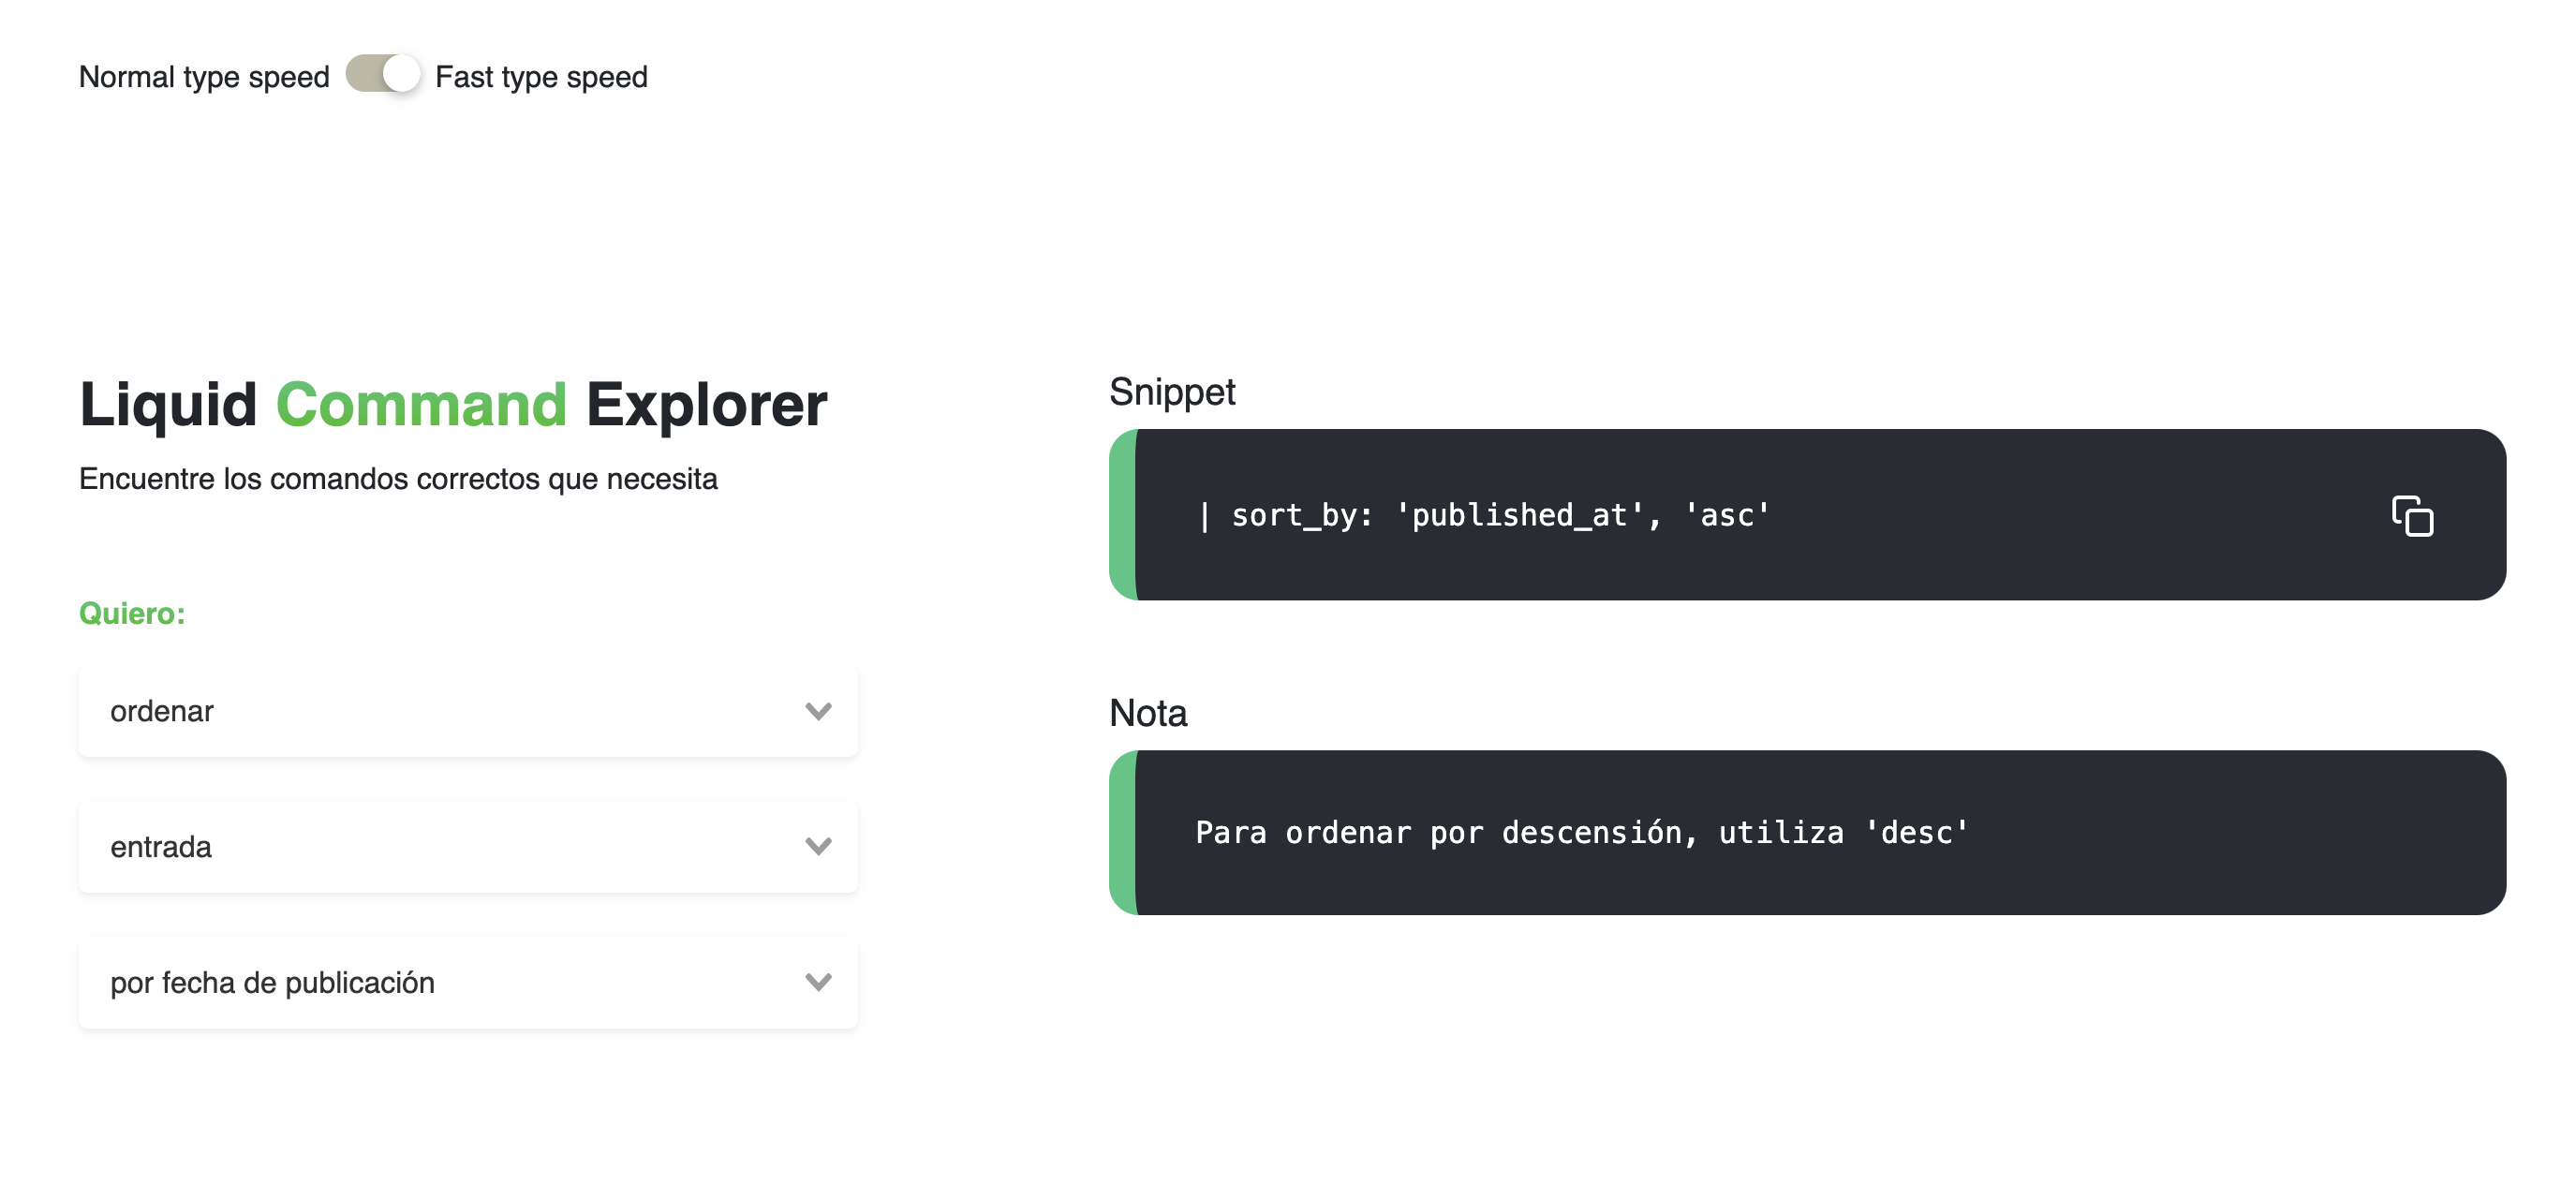 Normal type speed Fast type speed
Liquid Command Explorer
Encuentre los comandos correctos que necesita
Quiero:
ordenar
entrada
por fecha de publicación
Snippet
| sort_by: 'published_at', 'asc'
Nota
Para ordenar por descensión, utiliza 'desc'